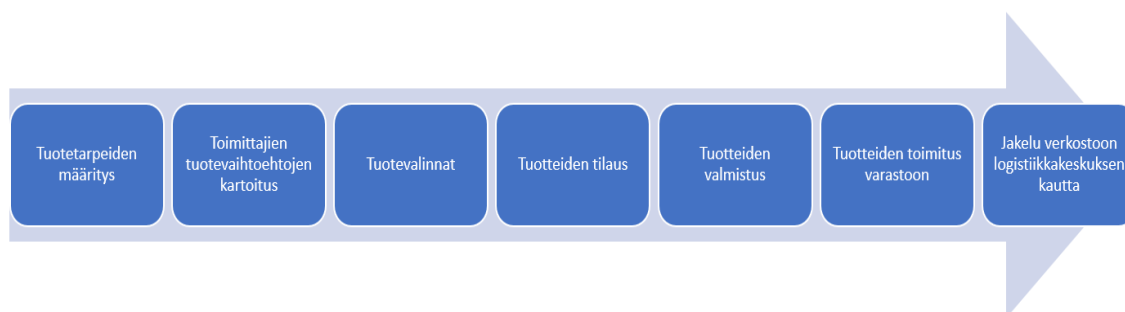 Tuotetarpeiden
määritys
Toimittajien
tuotevaihtoehtojen
kartoitus
Tuotevalinnat
Tuotteiden tilaus
Tuotteiden
valmistus
Tuotteiden toimitus
varastoon
Jakelu verkostoon
logistiikkakeskuksen
kautta